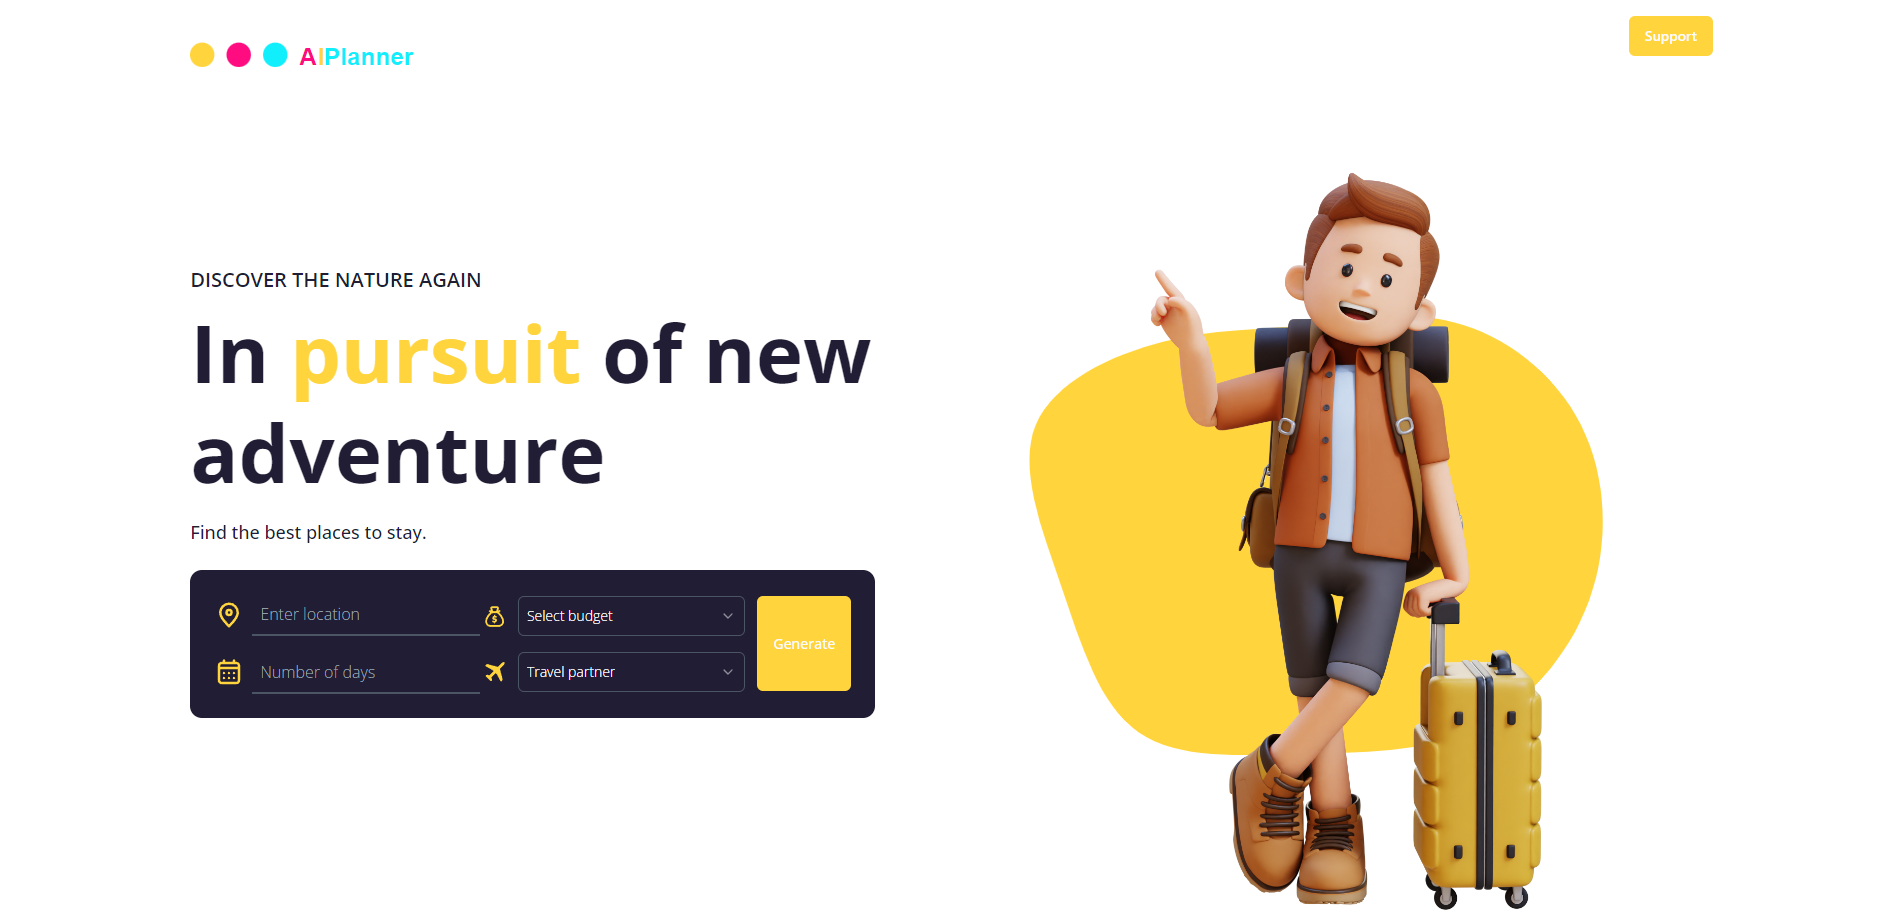 AIPlanner
Support
DISCOVER THE NATURE AGAIN
In pursuit of new
adventure
Find the best places to stay.
Enter location
Select budget
Generate
Number of days
Travel partner